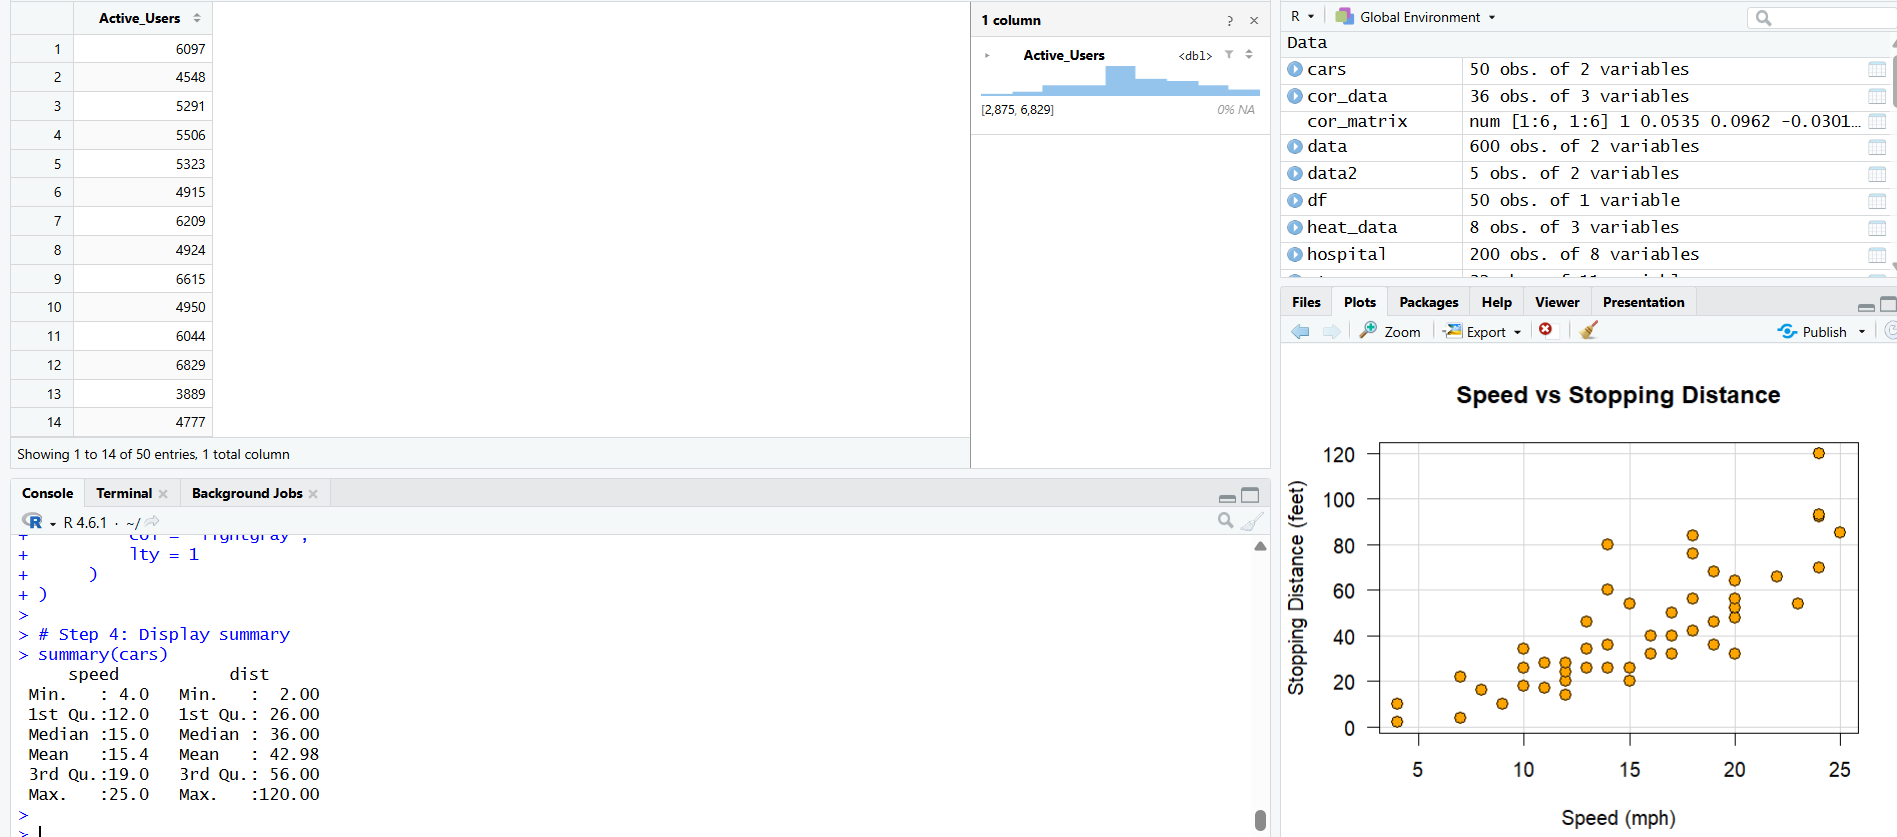 Active_Users
1 6097
2 4548
3 5291
4 5506
5 5323
6 4915
7 6209
8 4924
9 6615
10 4950
11 6044
12 6829
13 3889
14 4777
Showing 1 to 14 of 50 entries, 1 total column
1 column ? ×
Active_Users <dbl>
[2,875, 6,829] 0% NA
Console Terminal Background Jobs
R 4.6.1 · ~/
+ lty = 1
+ )
+ )
>
> # Step 4: Display summary
> summary(cars)
speed dist
Min. : 4.0 Min. : 2.00
1st Qu.:12.0 1st Qu.: 26.00
Median :15.0 Median : 36.00
Mean :15.4 Mean : 42.98
3rd Qu.:19.0 3rd Qu.: 56.00
Max. :25.0 Max. :120.00
>
>
R Global Environment
Data
cars 50 obs. of 2 variables
cor_data 36 obs. of 3 variables
cor_matrix num [1:6, 1:6] 1 0.0535 0.0962 -0.0301...
data 600 obs. of 2 variables
data2 5 obs. of 2 variables
df 50 obs. of 1 variable
heat_data 8 obs. of 3 variables
hospital 200 obs. of 8 variables
Files Plots Packages Help Viewer Presentation
Zoom Export Publish
Speed vs Stopping Distance
Stopping Distance (feet)
120
100
80
60
40
20
0
5 10 15 20 25
Speed (mph)